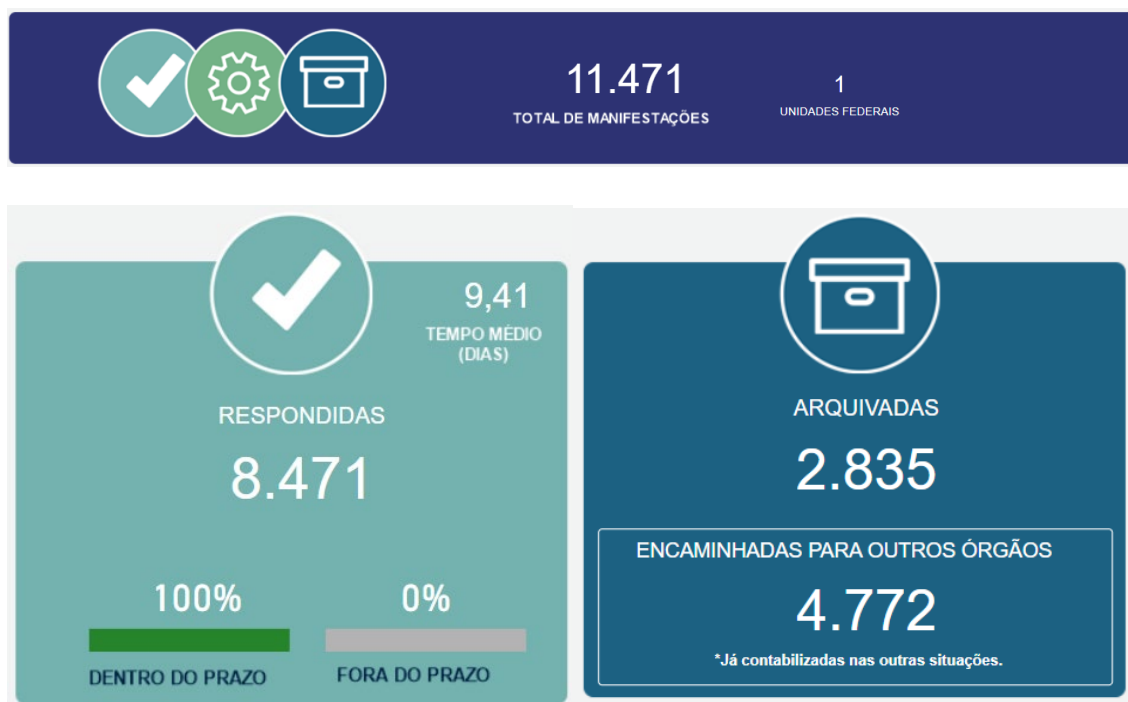 11.471
TOTAL DE MANIFESTAÇÕES
1
UNIDADES FEDERAIS
9,41
TEMPO MÉDIO
(DIAS)
RESPONDIDAS
8.471
100%
DENTRO DO PRAZO
0%
FORA DO PRAZO
ARQUIVADAS
2.835
ENCAMINHADAS PARA OUTROS ÓRGÃOS
4.772
*Já contabilizadas nas outras situações.